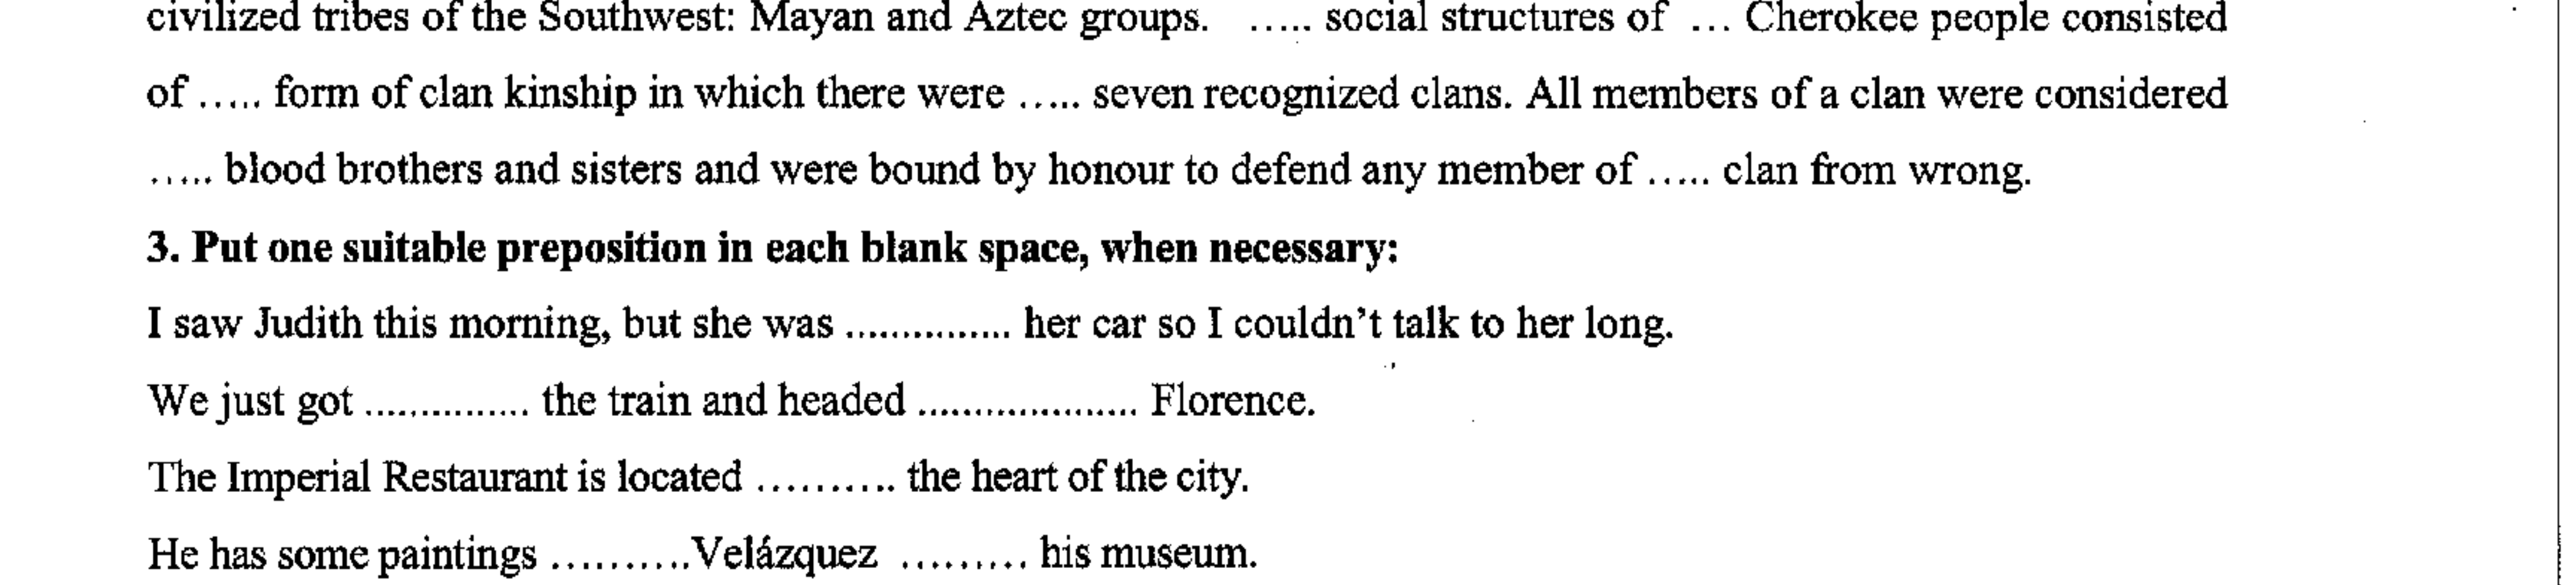 civilized tribes of the Southwest: Mayan and Aztec groups. ..... social structures of ... Cherokee people consisted
of ..... form of clan kinship in which there were ..... seven recognized clans. All members of a clan were considered
..... blood brothers and sisters and were bound by honour to defend any member of ..... clan from wrong.
3. Put one suitable preposition in each blank space, when necessary:
I saw Judith this morning, but she was ............... her car so I couldn't talk to her long.
We just got ............... the train and headed .................... Florence.
The Imperial Restaurant is located .......... the heart of the city.
He has some paintings ..........Velázquez ......... his museum.